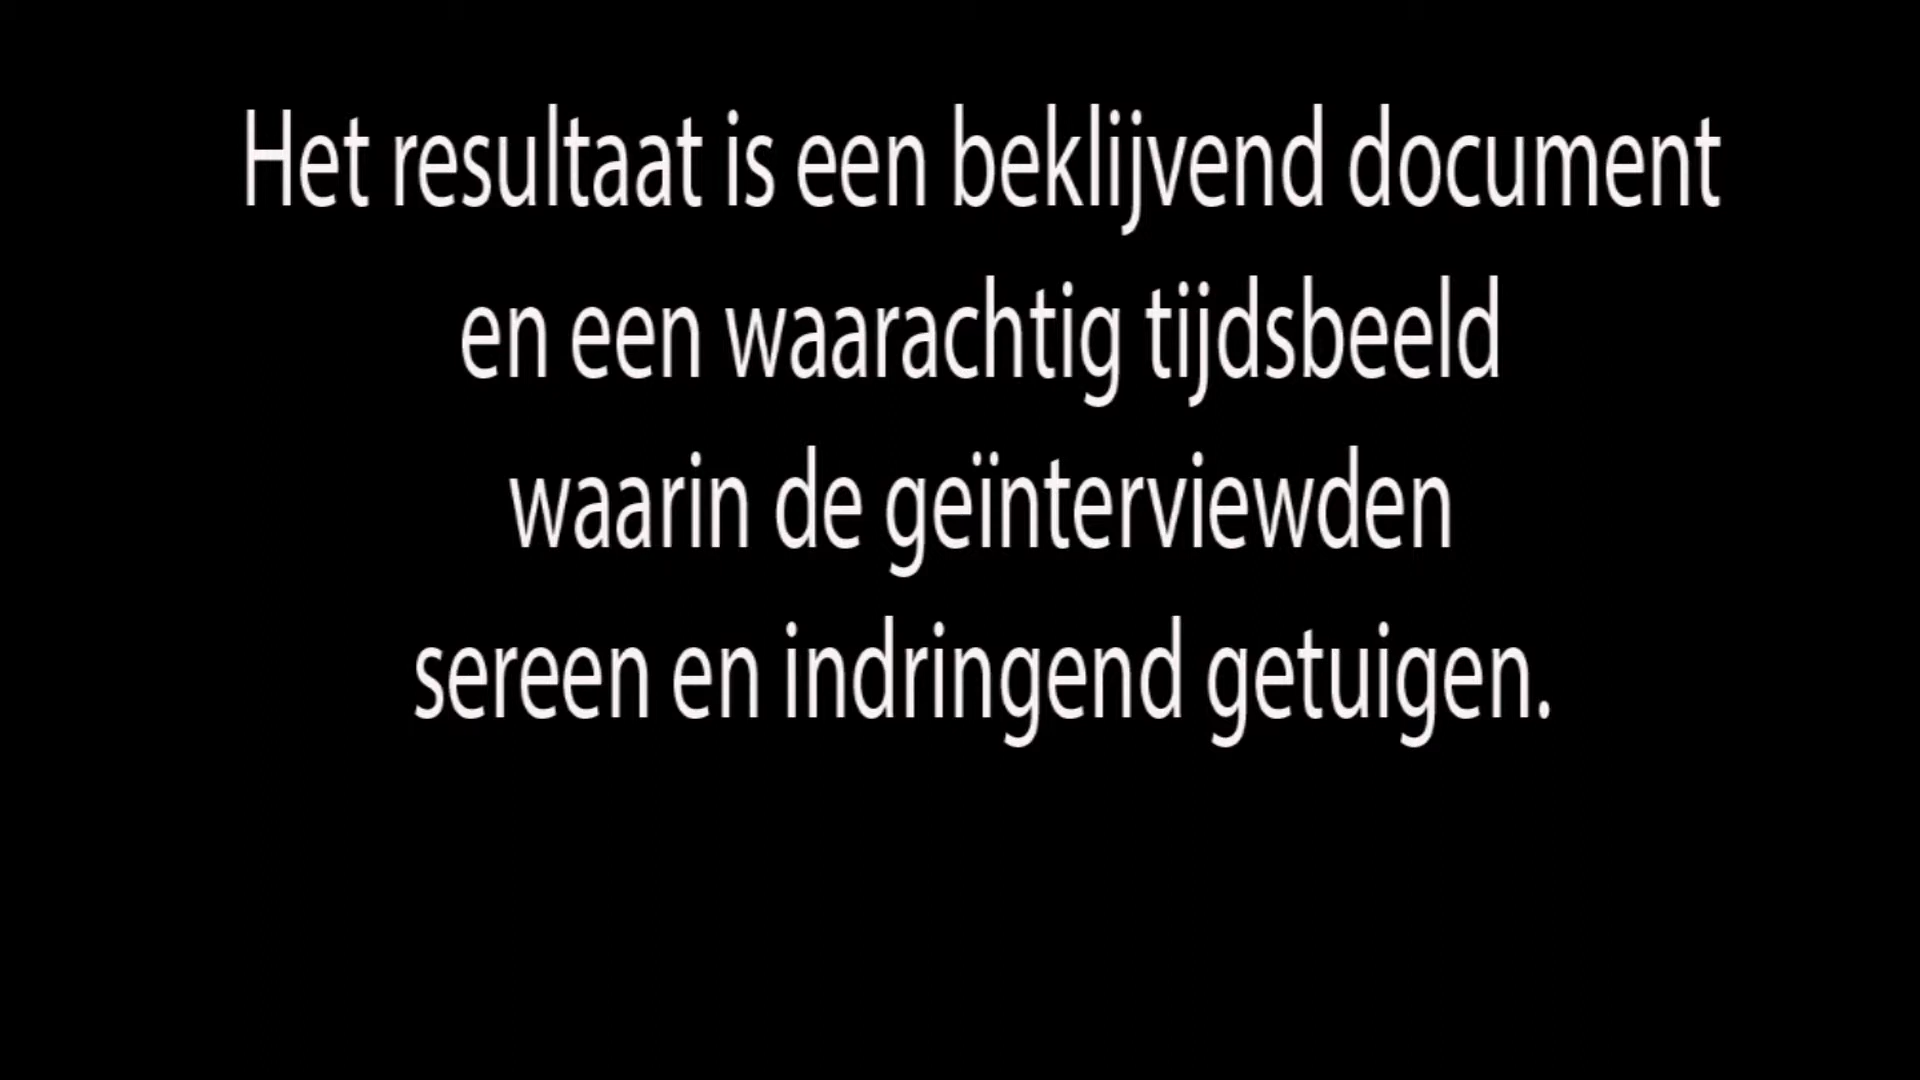 Het resultaat is een beklijvend document
en een waarachtig tijdsbeeld
waarin de geïnterviewden
sereen en indringend getuigen.